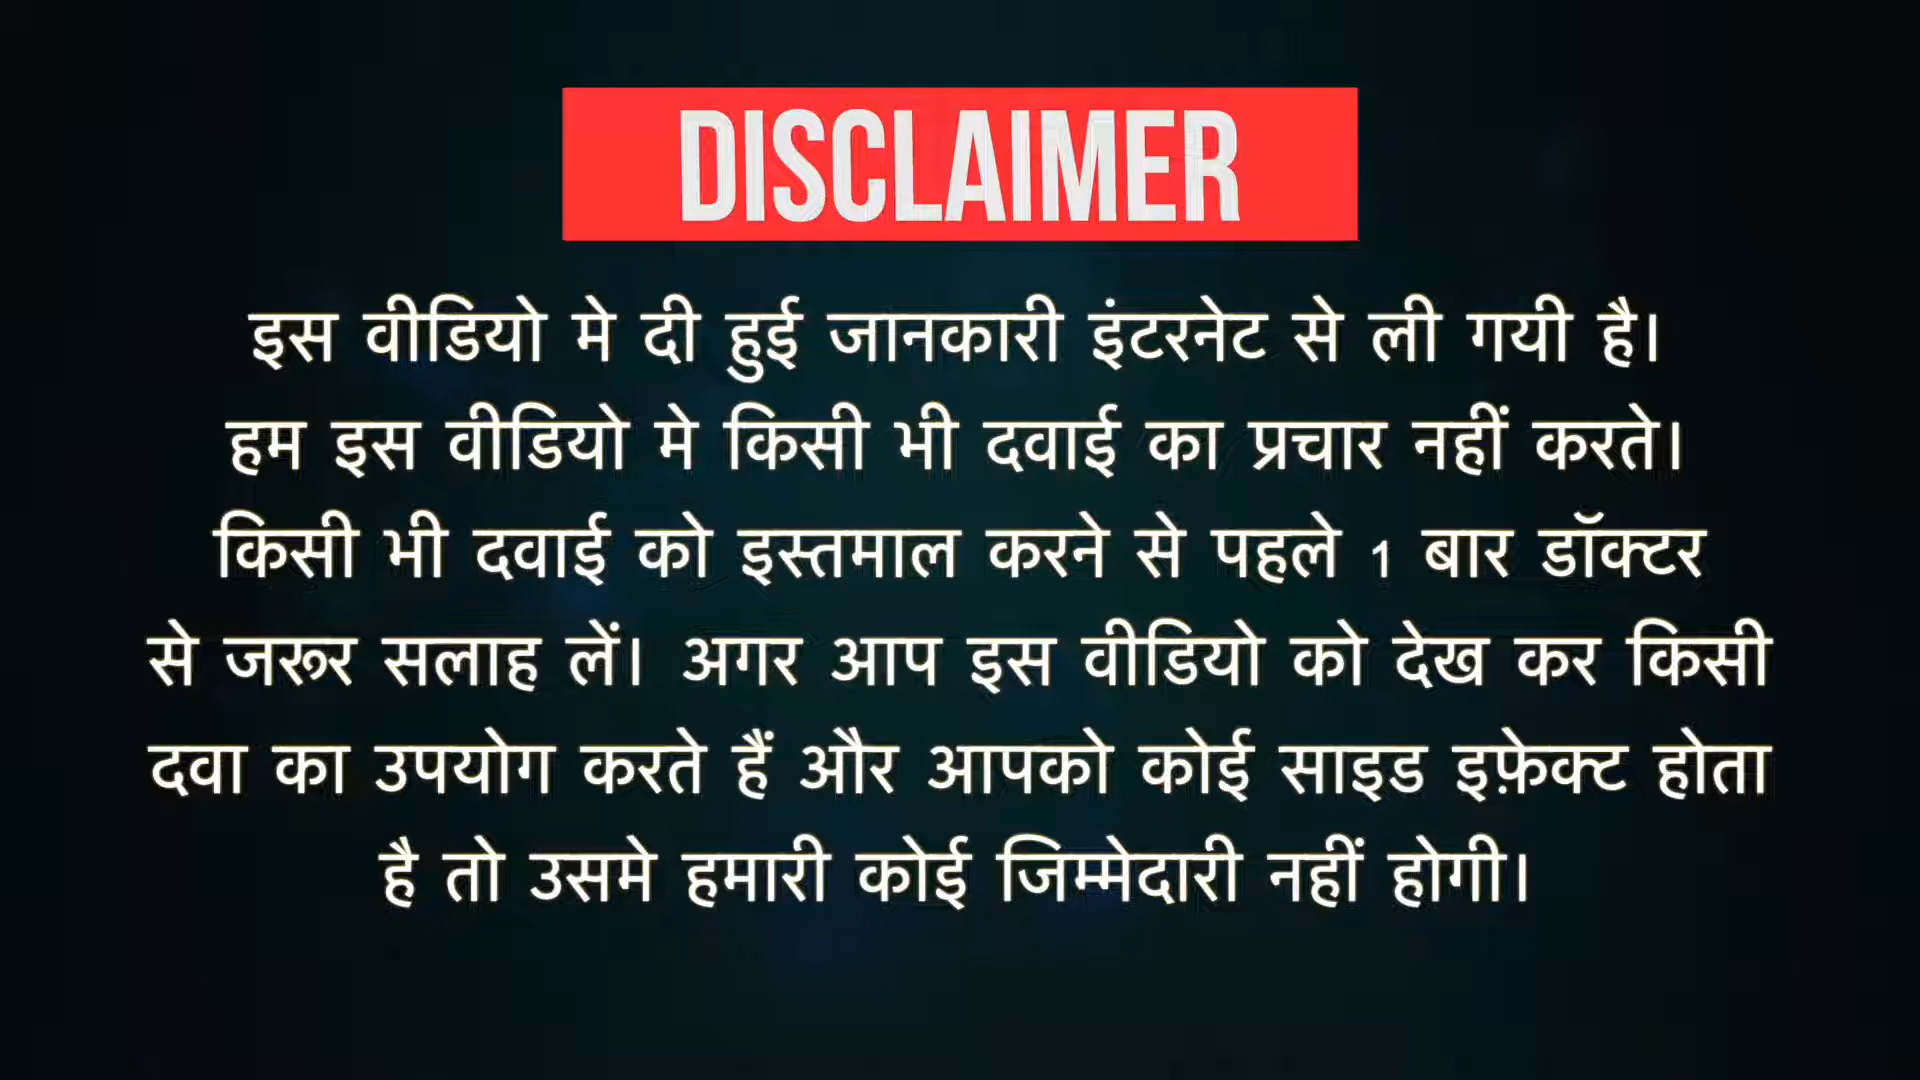 DISCLAIMER
इस वीडियो मे दी हुई जानकारी इंटरनेट से ली गयी है।
हम इस वीडियो मे किसी भी दवाई का प्रचार नहीं करते।
किसी भी दवाई को इस्तमाल करने से पहले 1 बार डॉक्टर
से जरूर सलाह लें। अगर आप इस वीडियो को देख कर किसी
दवा का उपयोग करते हैं और आपको कोई साइड इफ़ेक्ट होता
है तो उसमे हमारी कोई जिम्मेदारी नहीं होगी।